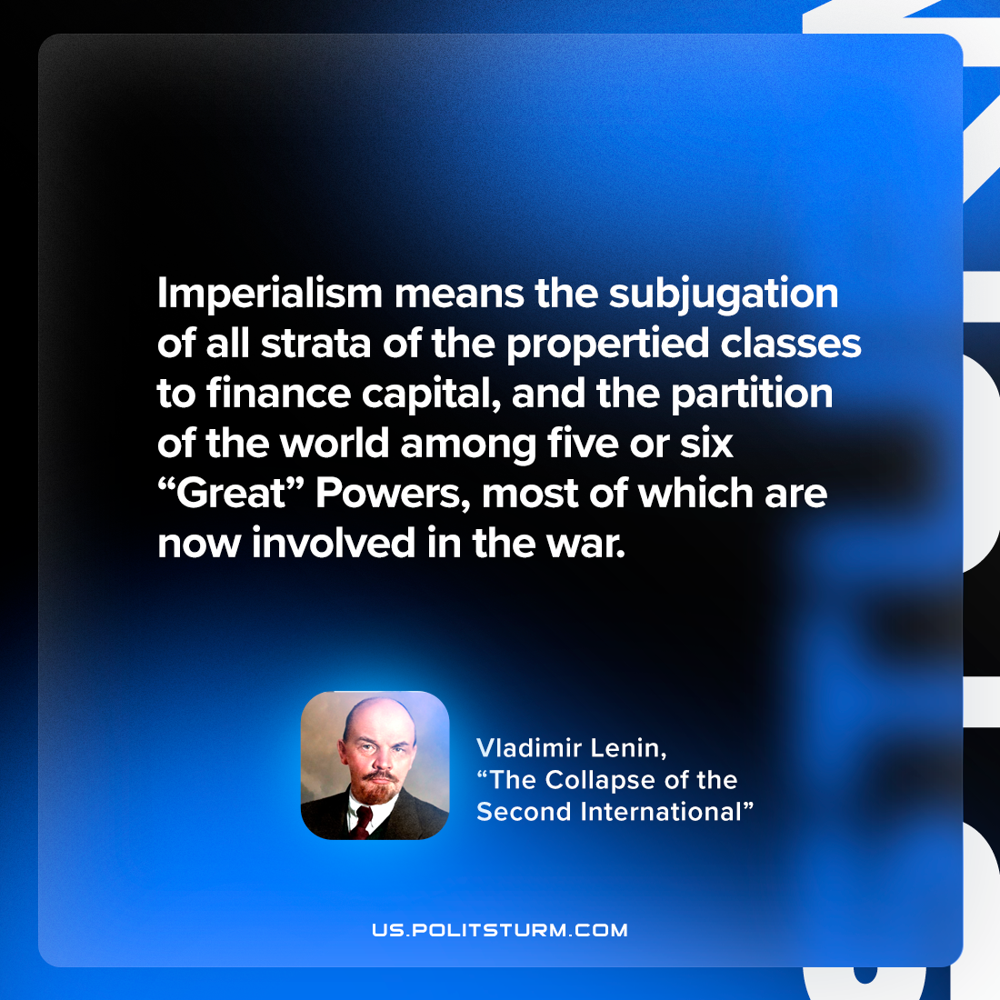 Imperialism means the subjugation
of all strata of the propertied classes
to finance capital, and the partition
of the world among five or six
“Great” Powers, most of which are
now involved in the war.
Vladimir Lenin,
“The Collapse of the
Second International”
US.POLITSTURM.COM